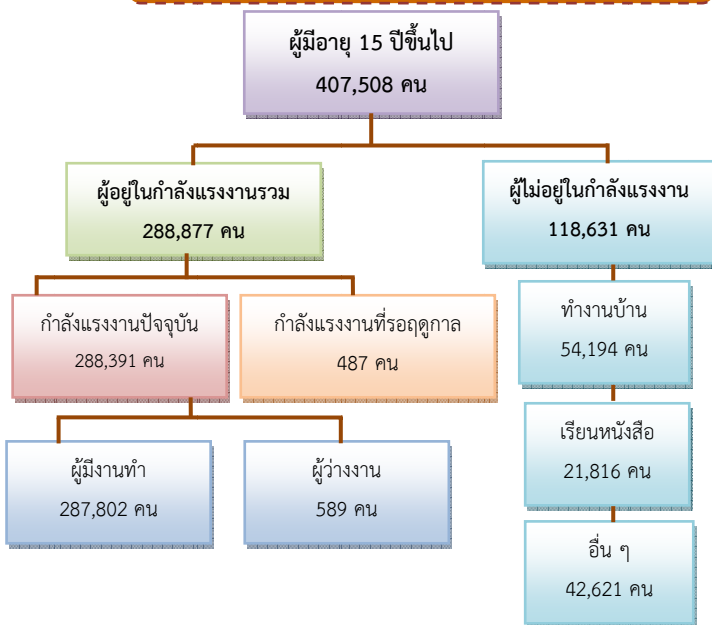 ผู้มีอายุ 15 ปีขึ้นไป
407,508 คน
ผู้อยู่ในกำลังแรงงานรวม
288,877 คน
ผู้ไม่อยู่ในกำลังแรงงาน
118,631 คน
กำลังแรงงานปัจจุบัน
288,391 คน
กำลังแรงงานที่รอฤดูกาล
487 คน
ทำงานบ้าน
54,194 คน
ผู้มีงานทำ
287,802 คน
ผู้ว่างงาน
589 คน
เรียนหนังสือ
21,816 คน
อื่น ๆ
42,621 คน